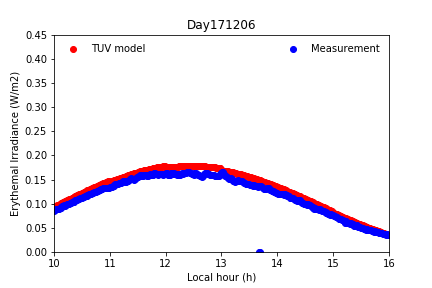 Day171206
TUV model
Measurement
Erythemal Irradiance (W/m2)
0.45
0.40
0.35
0.30
0.25
0.20
0.15
0.10
0.05
0.00
10 11 12 13 14 15 16
Local hour (h)